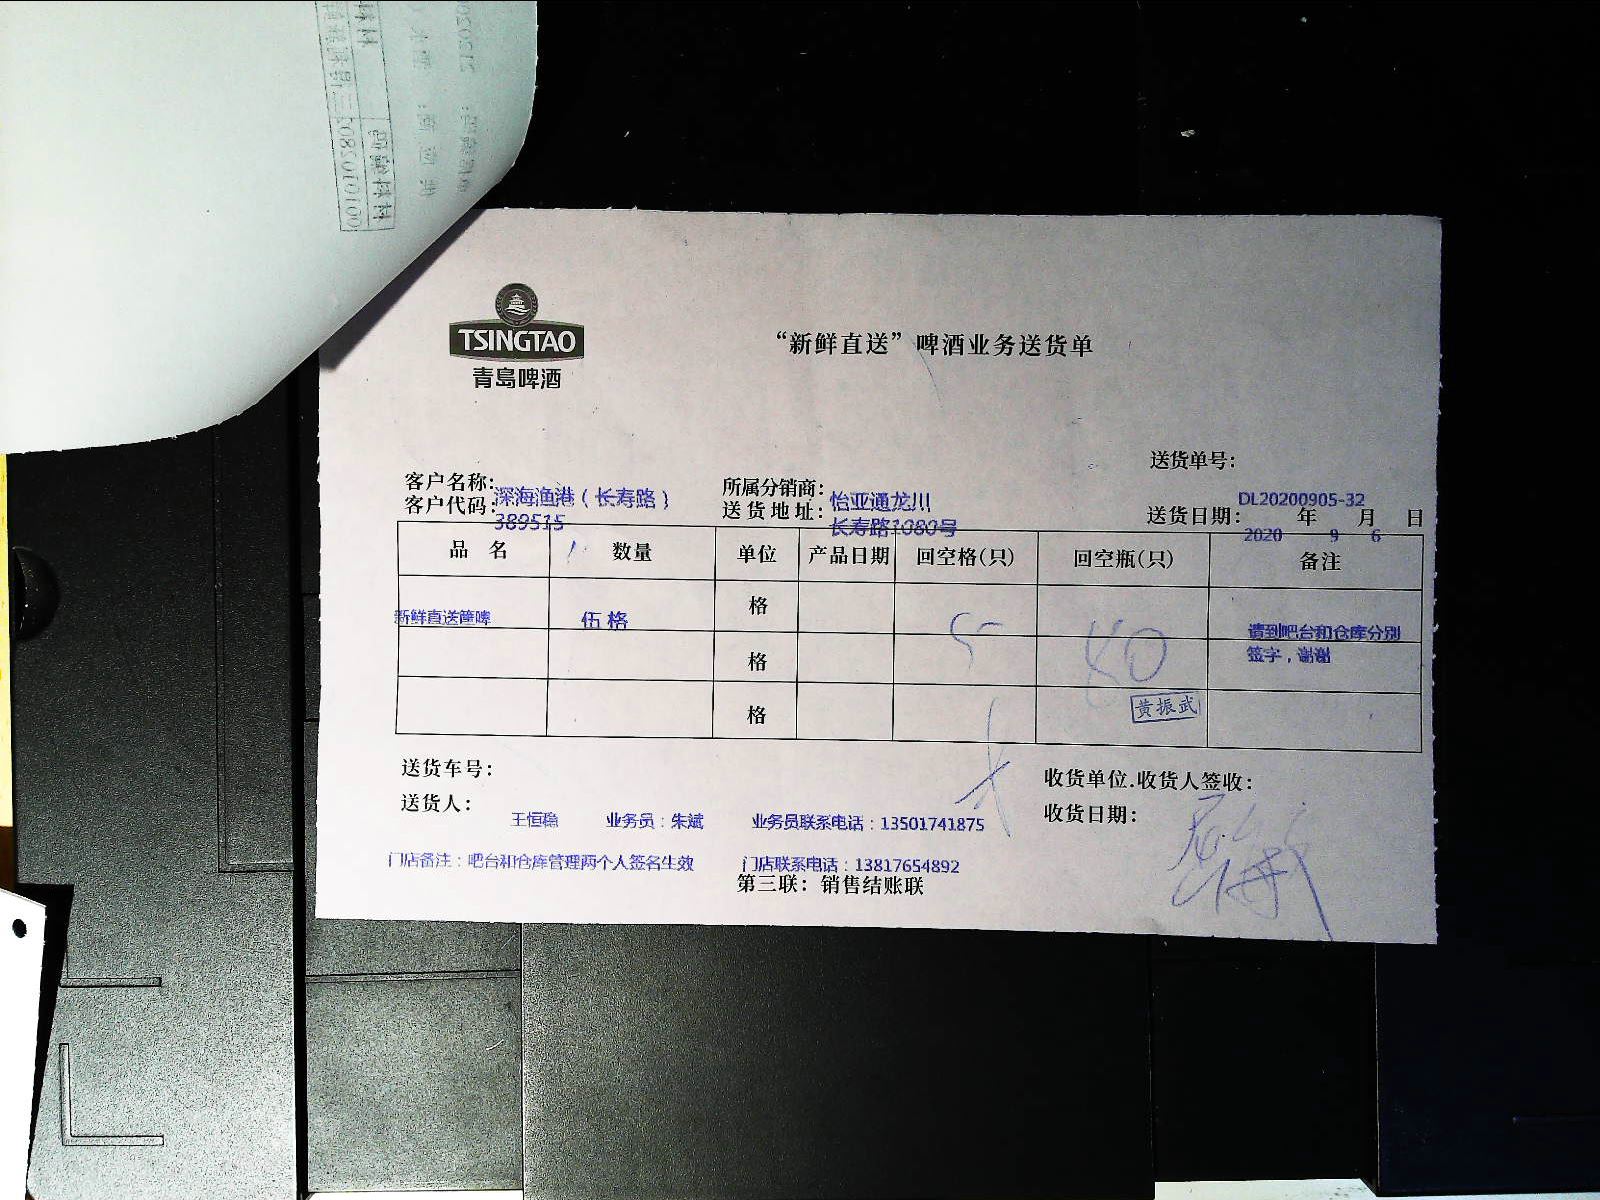 TSINGTAO
青島啤酒
“新鲜直送”啤酒业务送货单
送货单号：
DL20200905-32
客户名称：深海渔港（长寿路）
所属分销商：怡亚通龙川
客户代码：389515
送货地址：长寿路1080号
送货日期：2020 年 9 月 6 日
品 名 数量 单位 产品日期 回空格(只) 回空瓶(只) 备注
新鲜直送筐啤 伍格 格 5 请到吧台和仓库分别
签字，谢谢
格
格
黄振武
送货车号：
收货单位.收货人签收：
送货人：王恒稳 业务员：朱斌 业务员联系电话：13501741875
收货日期：
门店备注：吧台和仓库管理两个人签名生效 门店联系电话：13817654892
第三联：销售结账联